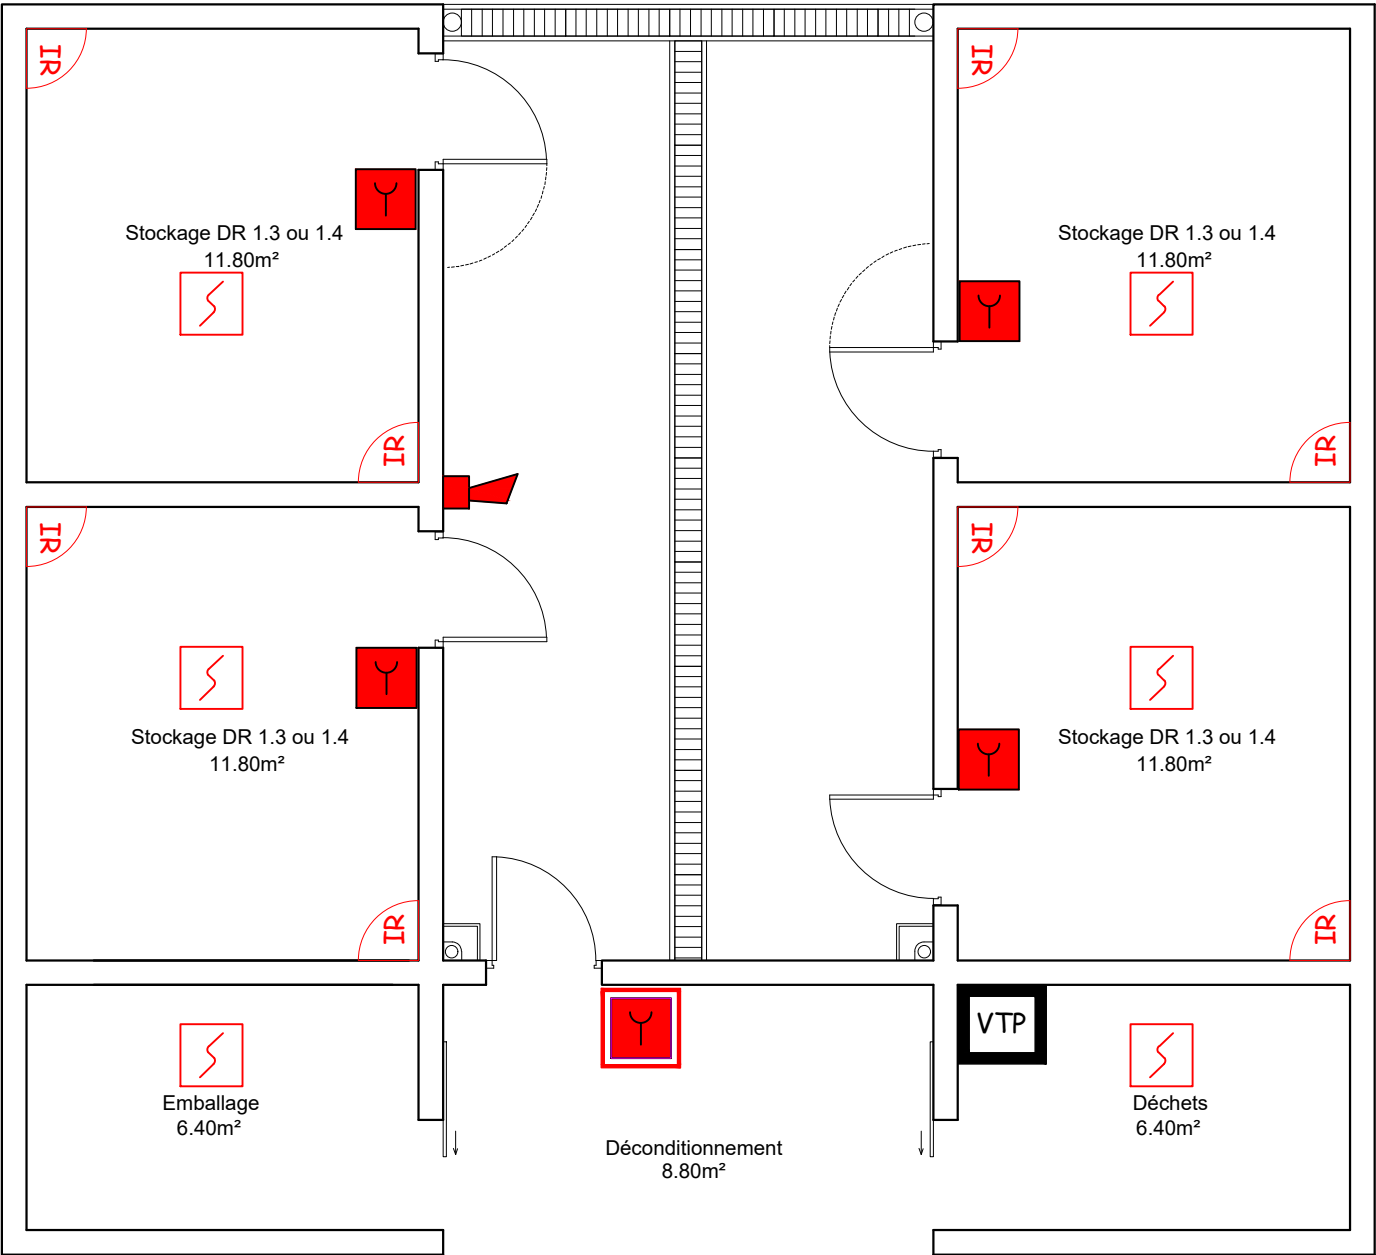 IR
IR
Stockage DR 1.3 ou 1.4
11.80m²
Stockage DR 1.3 ou 1.4
11.80m²
IR
IR
IR
IR
Stockage DR 1.3 ou 1.4
11.80m²
Stockage DR 1.3 ou 1.4
11.80m²
IR
IR
VTP
Emballage
6.40m²
Déchets
6.40m²
Déconditionnement
8.80m²